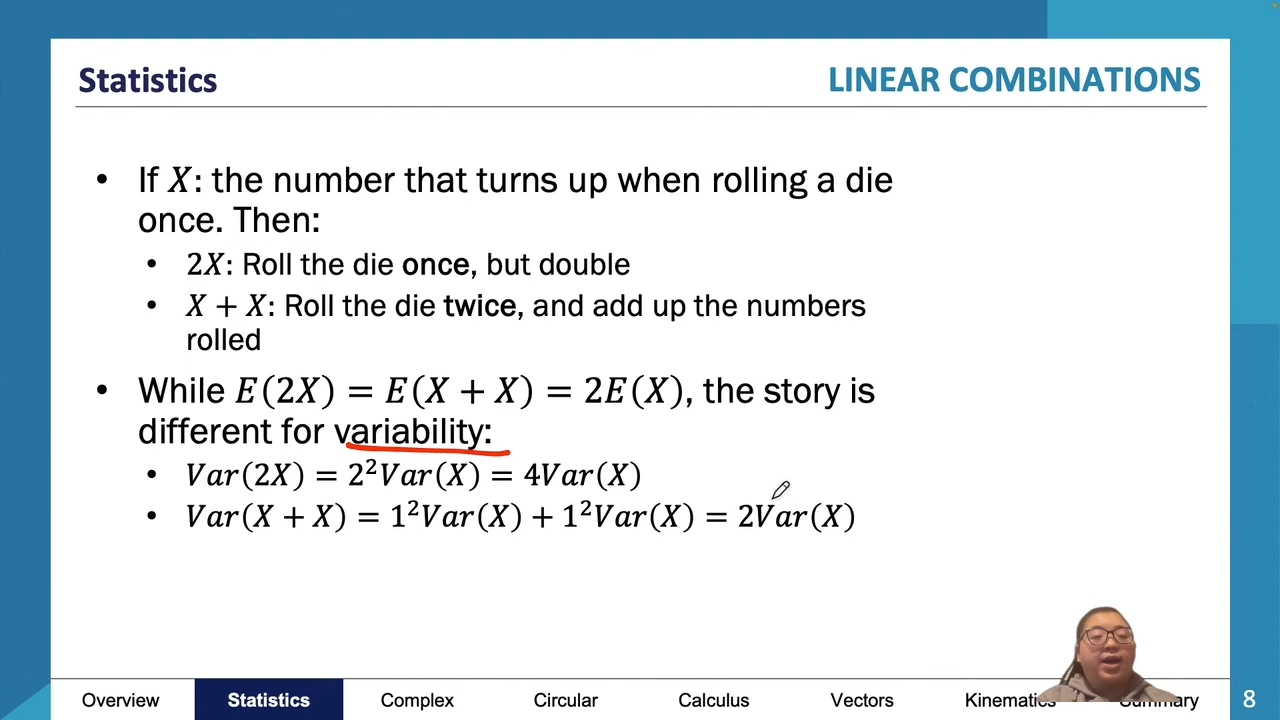 Statistics
LINEAR COMBINATIONS
• If X: the number that turns up when rolling a die
once. Then:
• 2X: Roll the die once, but double
• X + X: Roll the die twice, and add up the numbers
rolled
• While E(2X) = E(X + X) = 2E(X), the story is
different for variability:
• Var(2X) = 2²Var(X) = 4Var(X)
• Var(X + X) = 1²Var(X) + 1²Var(X) = 2Var(X)
Overview Statistics Complex Circular Calculus Vectors Kinematics Summary 8